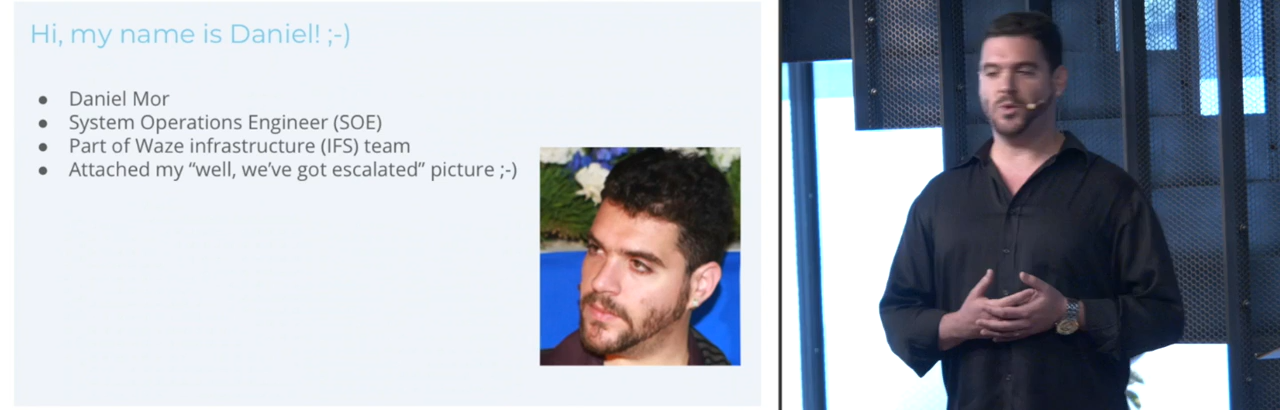 Hi, my name is Daniel! ;-)
● Daniel Mor
● System Operations Engineer (SOE)
● Part of Waze infrastructure (IFS) team
● Attached my “well, we’ve got escalated” picture ;-)